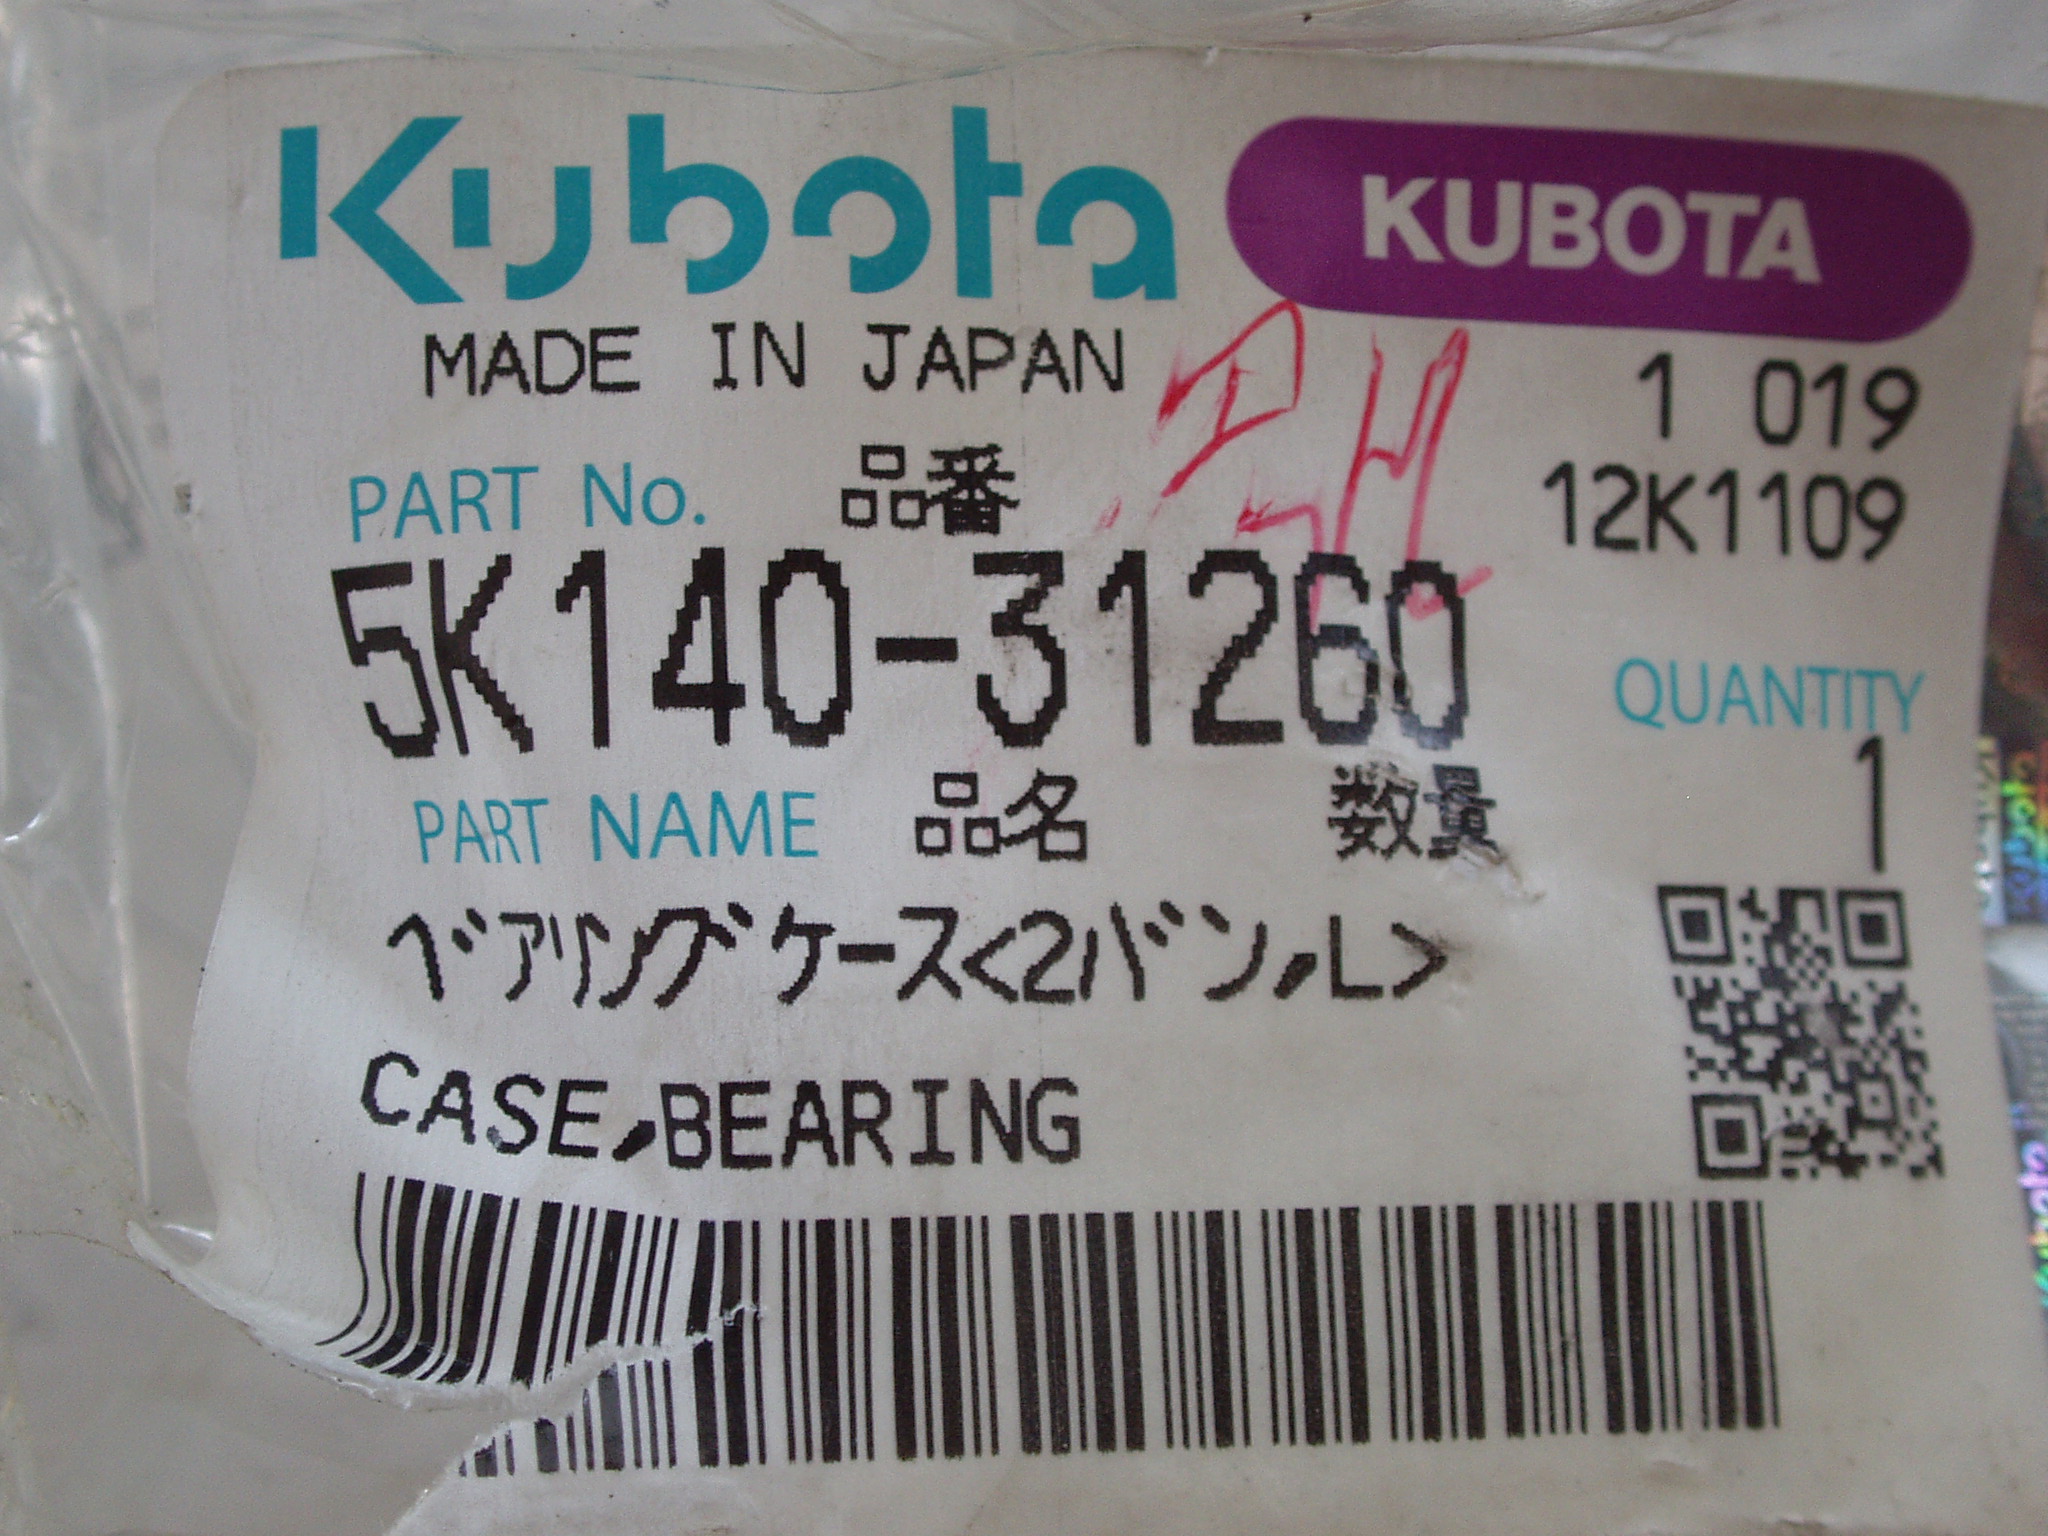 Kubota KUBOTA
MADE IN JAPAN
1 019
12K1109
PART No. 品番
5K140-31260
QUANTITY
1
PART NAME 品名 数量
ベアリングケース<2バン,L>
CASE,BEARING